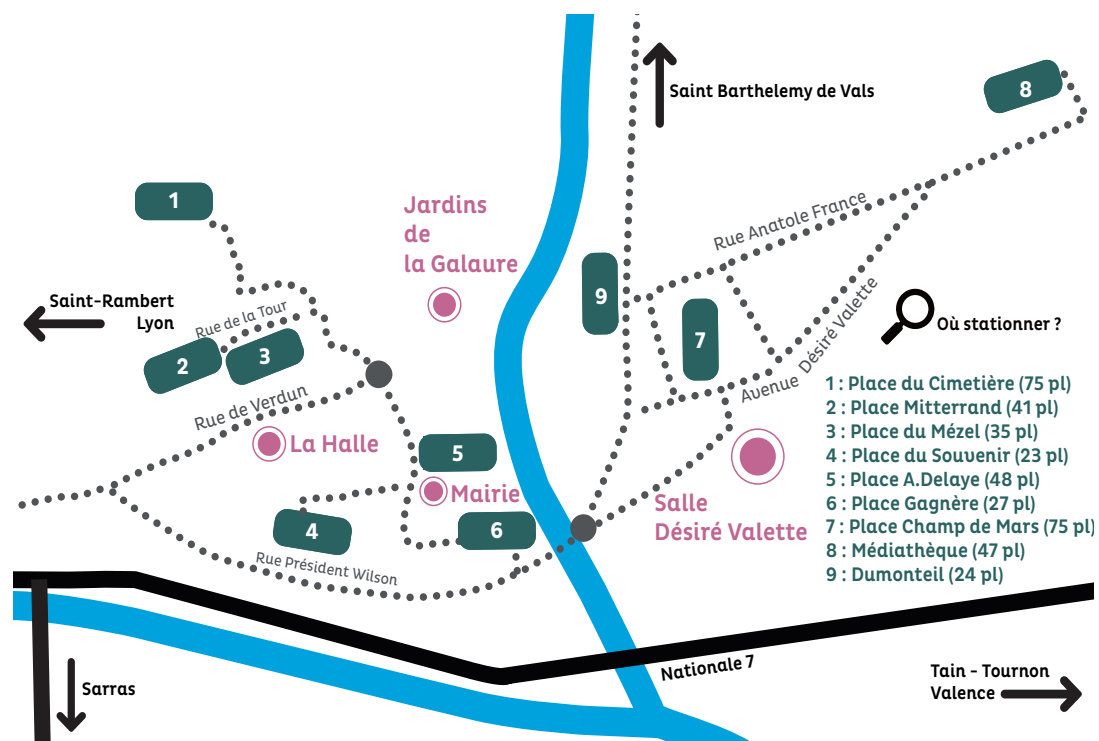 8
Saint Barthelemy de Vals
1
Jardins
de
la Galaure
Rue Anatole France
9
Saint-Rambert
Lyon
Rue de la Tour
2
3
7
Avenue Désiré Valette
Où stationner ?
Rue de Verdun
La Halle
5
Mairie
4
6
Rue Président Wilson
Salle
Désiré Valette
1 : Place du Cimetière (75 pl)
2 : Place Mitterrand (41 pl)
3 : Place du Mézel (35 pl)
4 : Place du Souvenir (23 pl)
5 : Place A.Delaye (48 pl)
6 : Place Gagnère (27 pl)
7 : Place Champ de Mars (75 pl)
8 : Médiathèque (47 pl)
9 : Dumonteil (24 pl)
Nationale 7
Sarras
Tain - Tournon
Valence